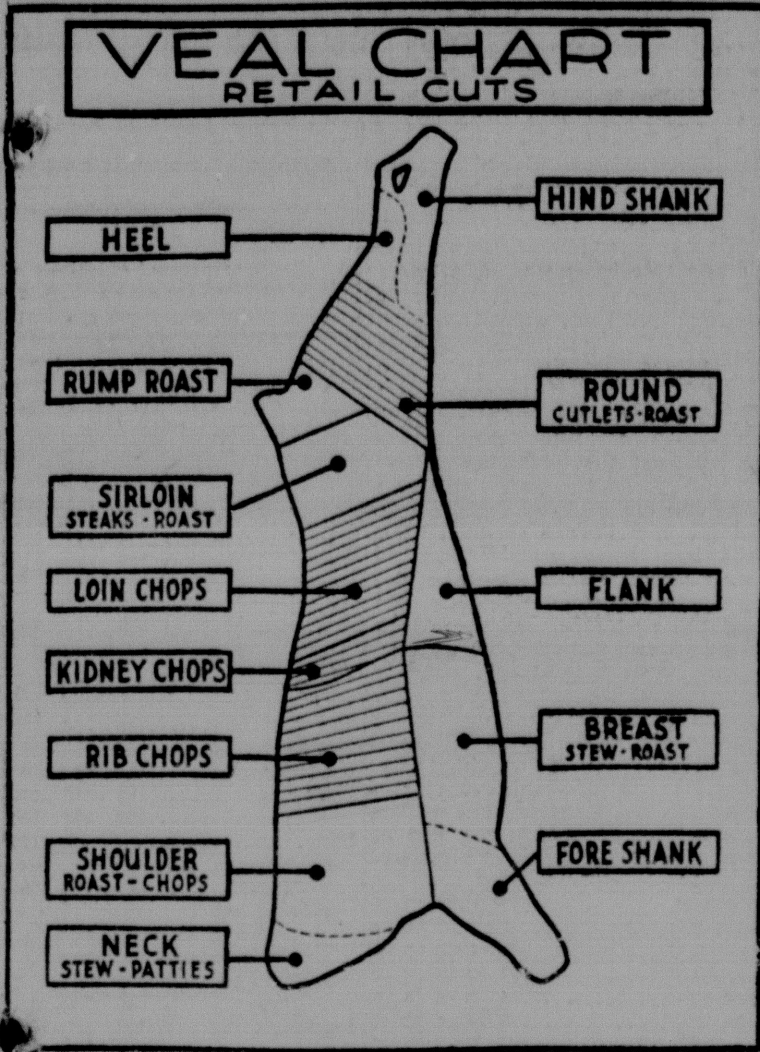 VEAL CHART
RETAIL CUTS
HIND SHANK
HEEL
RUMP ROAST
ROUND
CUTLETS-ROAST
SIRLOIN
STEAKS - ROAST
LOIN CHOPS
FLANK
KIDNEY CHOPS
BREAST
STEW-ROAST
RIB CHOPS
FORE SHANK
SHOULDER
ROAST-CHOPS
NECK
STEW-PATTIES